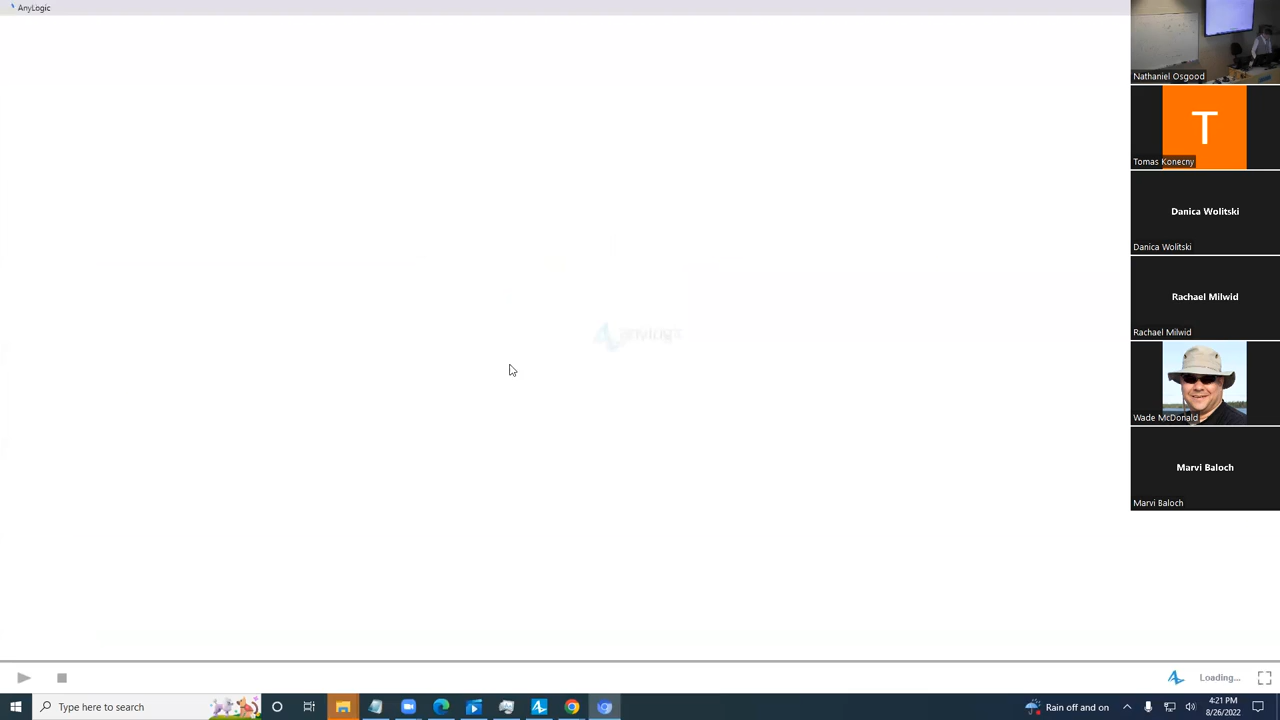 AnyLogic
Nathaniel Osgood
T
Tomas Konecny
Danica Wolitski
Danica Wolitski
Rachael Milwid
Rachael Milwid
Wade McDonald
Marvi Baloch
Marvi Baloch
anylogic
Loading...
Type here to search
Rain off and on
4:21 PM
8/26/2022